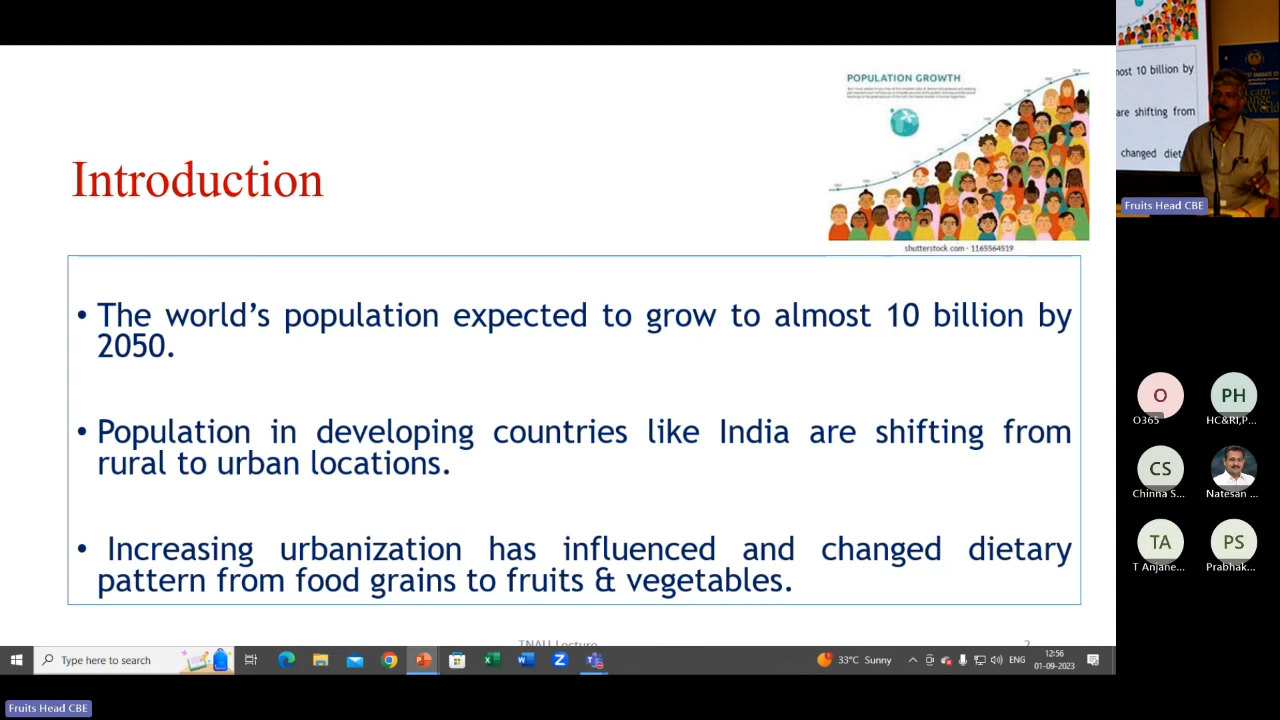 POPULATION GROWTH
shutterstock.com · 1165564519
Introduction
• The world's population expected to grow to almost 10 billion by
2050.
• Population in developing countries like India are shifting from
rural to urban locations.
• Increasing urbanization has influenced and changed dietary
pattern from food grains to fruits & vegetables.
TNAU Lecture
2
Type here to search
33°C Sunny
ENG
12:56
01-09-2023
most 10 billion by
are shifting from
changed diet
Fruits Head CBE
O
O365
PH
HC&RI,P...
CS
Chinna S...
Natesan ...
TA
T Anjane...
PS
Prabhak...
Fruits Head CBE